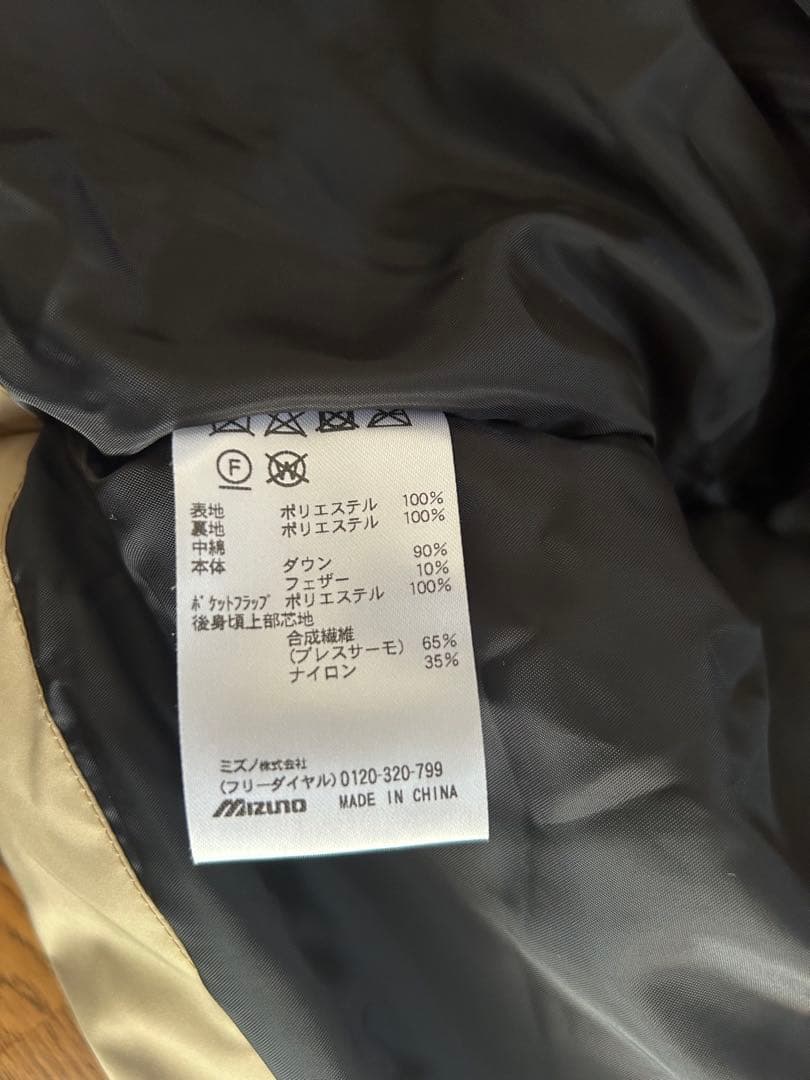 F W
表地 ポリエステル 100%
裏地 ポリエステル 100%
中綿
本体 ダウン 90%
フェザー 10%
ﾎﾟｹｯﾄﾌﾗｯﾌﾟ ポリエステル 100%
後身頃上部芯地
合成繊維
(ブレスサーモ) 65%
ナイロン 35%
ミズノ株式会社
(フリーダイヤル)0120-320-799
MIZUNO MADE IN CHINA